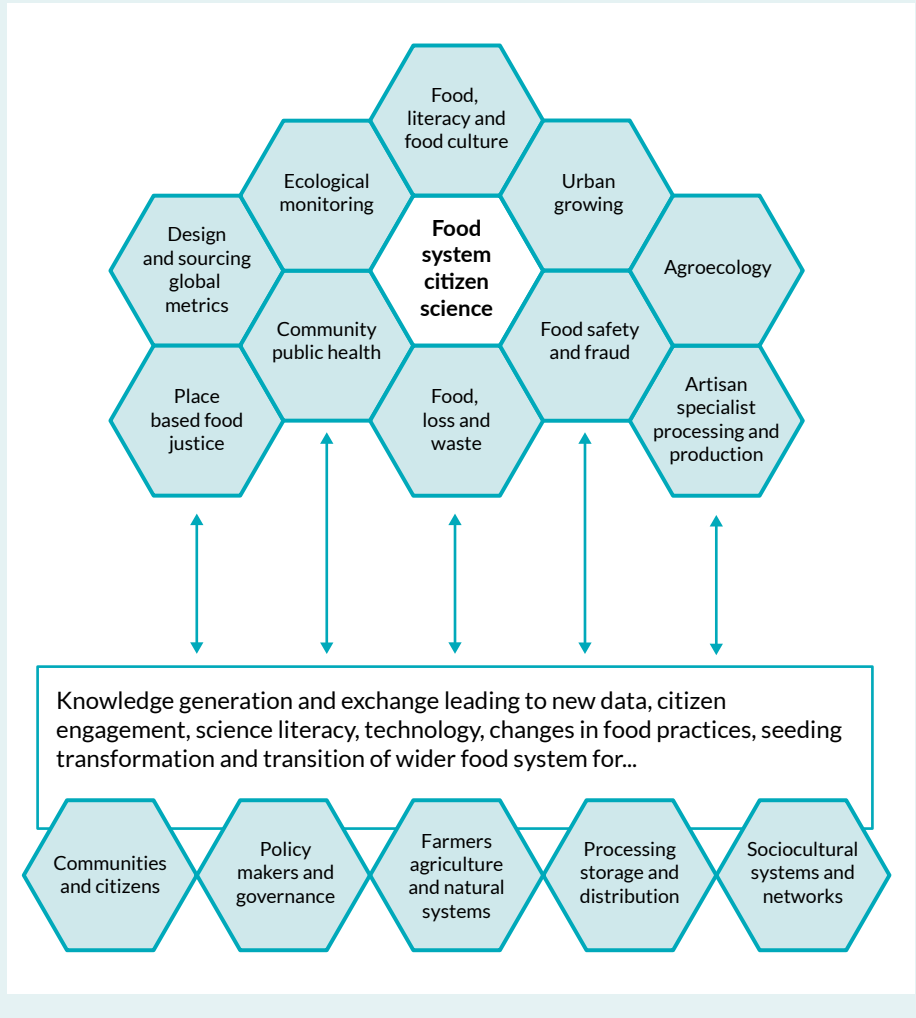 Food,
literacy and
food culture
Ecological
monitoring
Urban
growing
Design
and sourcing
global
metrics
Food
system
citizen
science
Agroecology
Community
public health
Food safety
and fraud
Place
based food
justice
Food,
loss and
waste
Artisan
specialist
processing and
production
Knowledge generation and exchange leading to new data, citizen
engagement, science literacy, technology, changes in food practices, seeding
transformation and transition of wider food system for...
Communities
and citizens
Policy
makers and
governance
Farmers
agriculture
and natural
systems
Processing
storage and
distribution
Sociocultural
systems and
networks